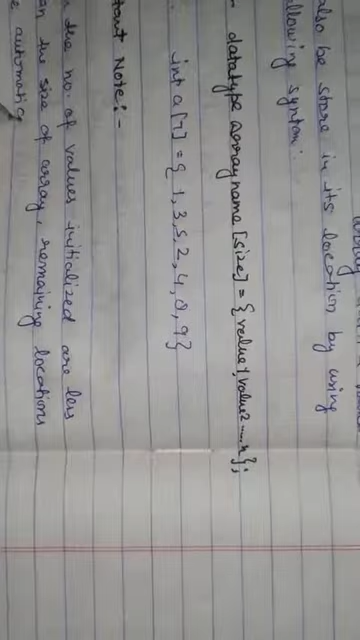 also be store in its location by using
following syntax:
datatype arrayname [size] = {value1, value2 ..... n};
int a[7] = {1, 3, 5, 2, 4, 0, 9}
tant Note:-
the no. of values initialized are less
an the size of array, remaining locations
e automatic